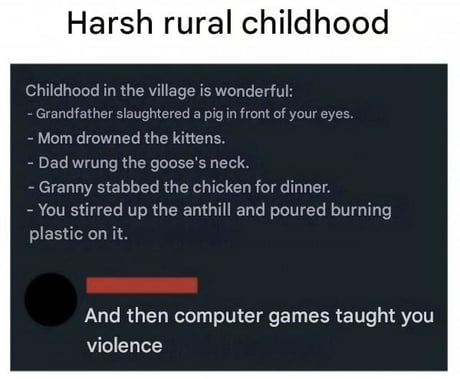 Harsh rural childhood
Childhood in the village is wonderful:
- Grandfather slaughtered a pig in front of your eyes.
- Mom drowned the kittens.
- Dad wrung the goose's neck.
- Granny stabbed the chicken for dinner.
- You stirred up the anthill and poured burning
plastic on it.
And then computer games taught you
violence